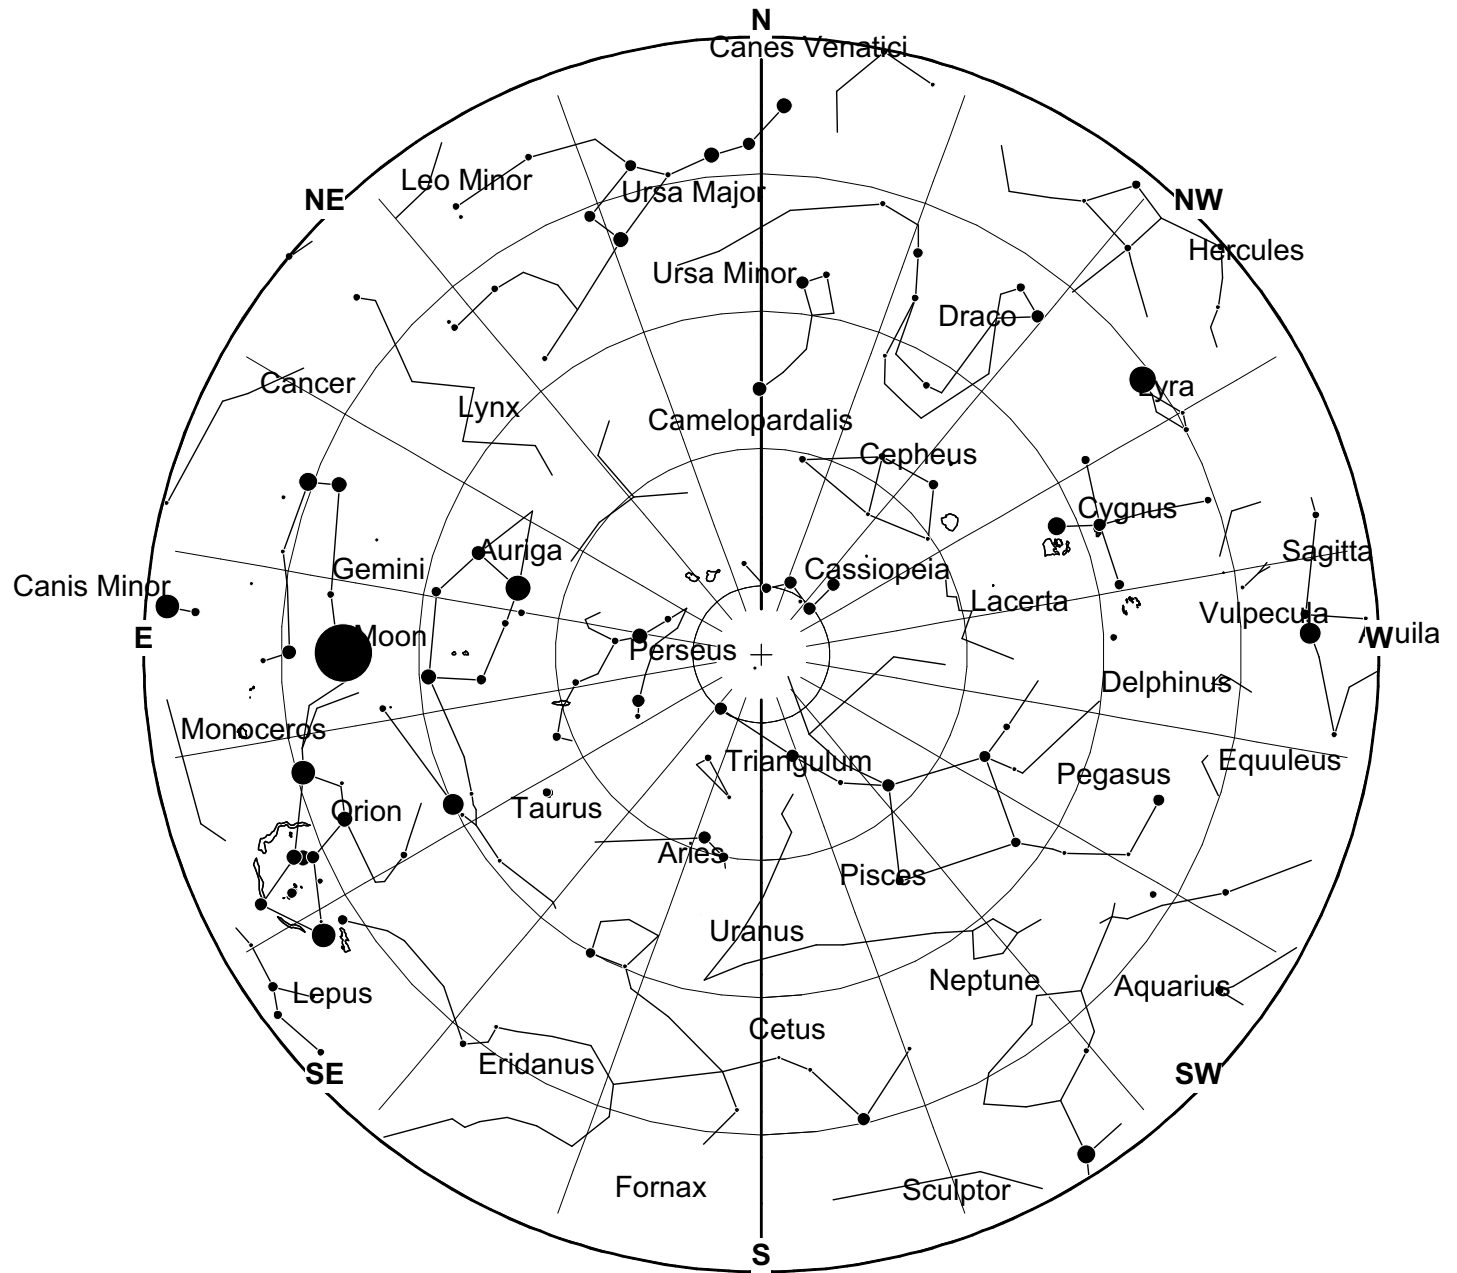 N
Canes Venatici
Leo Minor
Ursa Major
NE
NW
Hercules
Ursa Minor
Draco
Cancer
Lyra
Lynx
Camelopardalis
Cepheus
Cygnus
Auriga
Sagitta
Gemini
Cassiopeia
Canis Minor
Lacerta
Vulpecula
E
Moon
W
Aquila
Perseus
Delphinus
Monoceros
Triangulum
Equuleus
Pegasus
Orion
Taurus
Aries
Pisces
Uranus
Neptune
Aquarius
Lepus
Cetus
Eridanus
SE
SW
Fornax
Sculptor
S